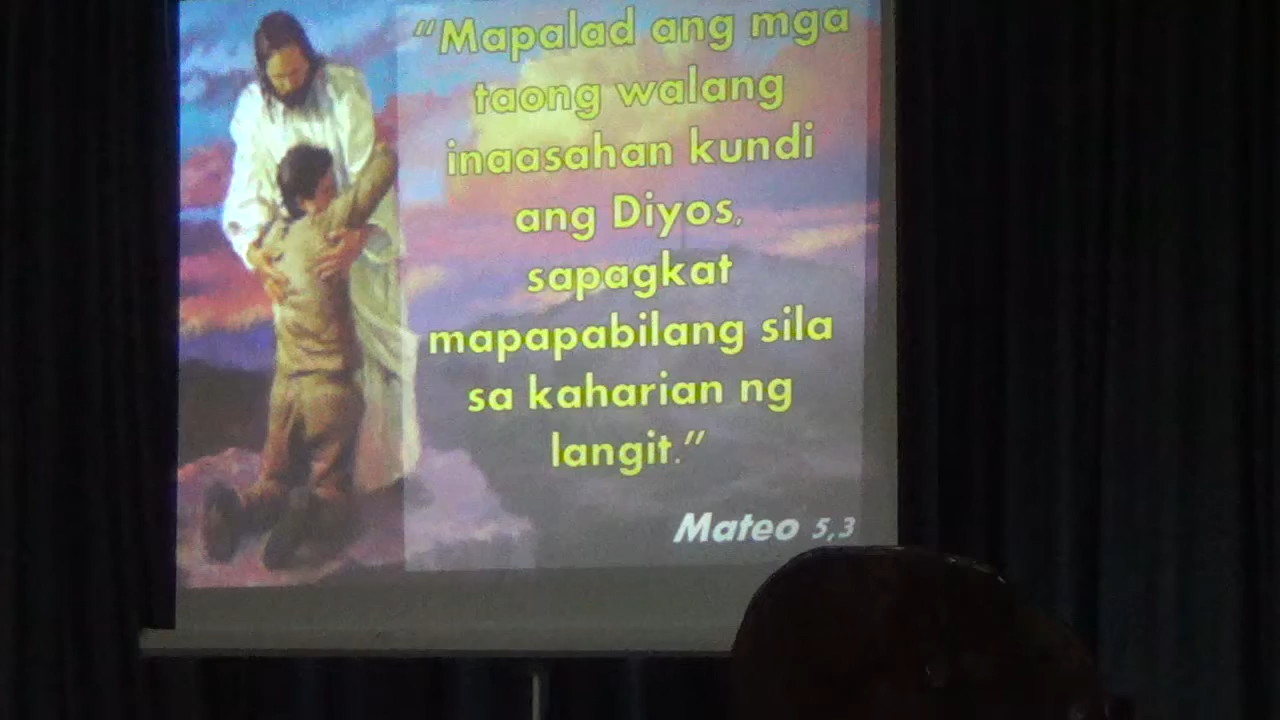 “Mapalad ang mga
taong walang
inaasahan kundi
ang Diyos,
sapagkat
mapapabilang sila
sa kaharian ng
langit.”
Mateo 5,3